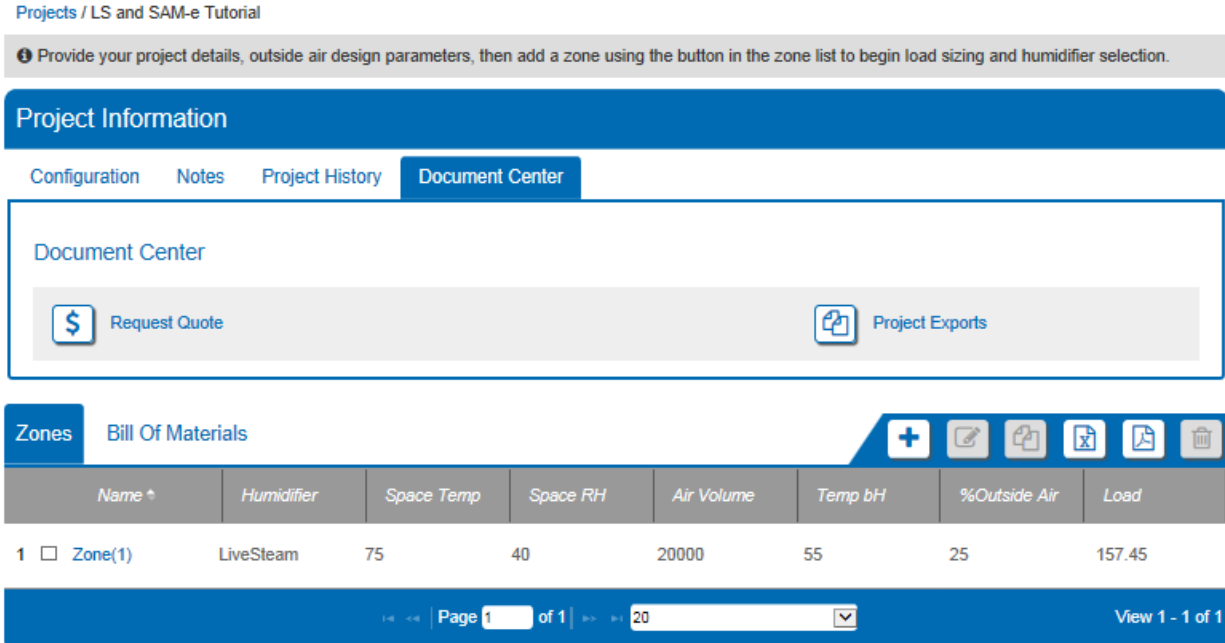 Projects / LS and SAM-e Tutorial
Provide your project details, outside air design parameters, then add a zone using the button in the zone list to begin load sizing and humidifier selection.
Project Information
Configuration Notes Project History Document Center
Document Center
$ Request Quote Project Exports
Zones Bill Of Materials
Name Humidifier Space Temp Space RH Air Volume Temp bH %Outside Air Load
1 Zone(1) LiveSteam 75 40 20000 55 25 157.45
Page 1 of 1 20 View 1 - 1 of 1